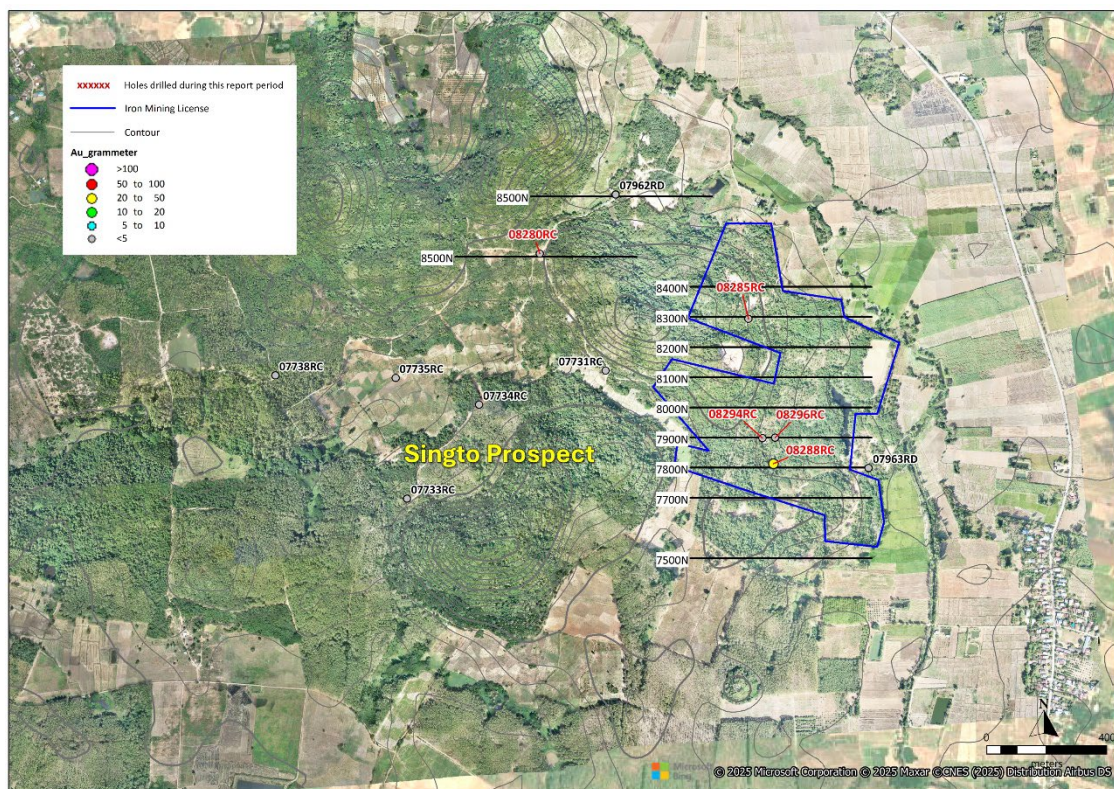 XXXXXX Holes drilled during this report period
Iron Mining License
Contour
Au_grammeter
>100
50 to 100
20 to 50
10 to 20
5 to 10
<5
07962RD
8500N
08280RC
8500N
8400N
08285RC
8300N
8200N
07738RC
07735RC
07731RC
8100N
07734RC
8000N
08294RC
08296RC
7900N
Singto Prospect
08288RC
07963RD
7800N
07733RC
7700N
7500N
N
0
400
meters
Microsoft
© 2025 Microsoft Corporation © 2025 Maxar ©CNES (2025) Distribution Airbus DS